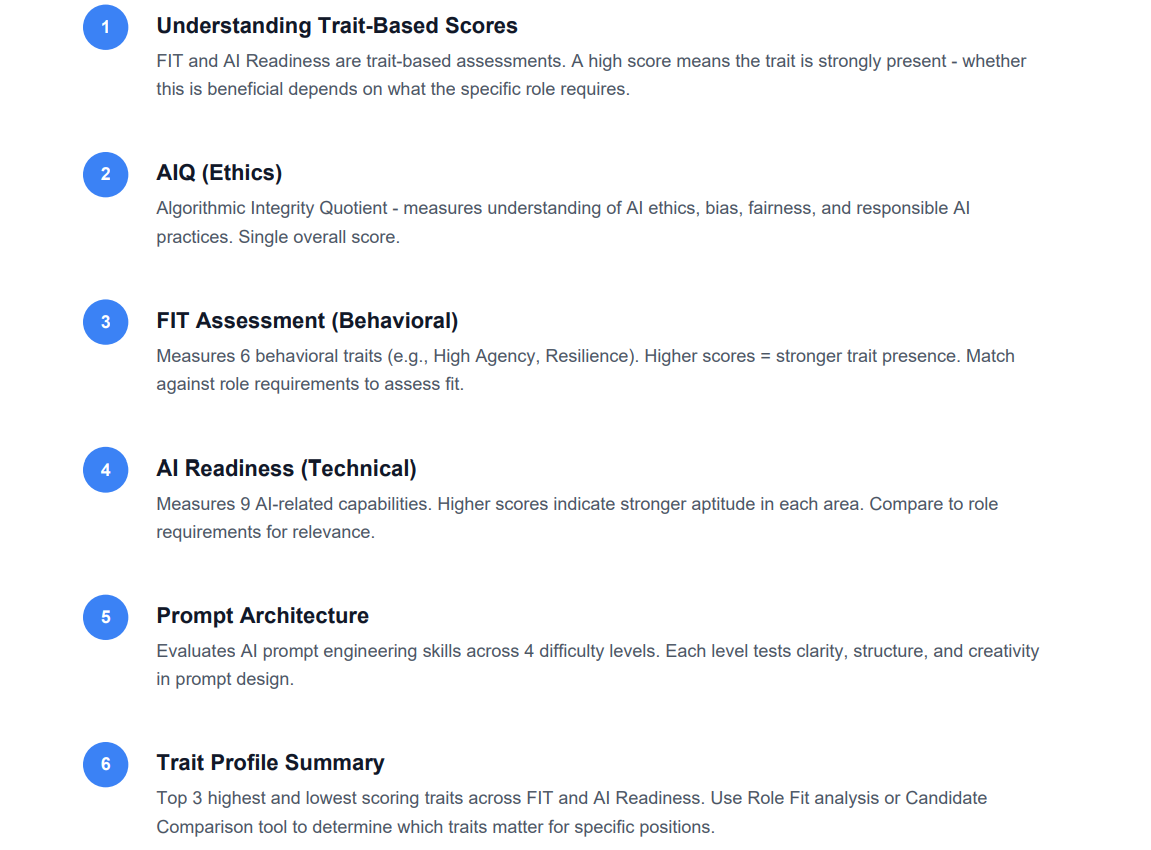 1
Understanding Trait-Based Scores
FIT and AI Readiness are trait-based assessments. A high score means the trait is strongly present - whether
this is beneficial depends on what the specific role requires.
2
AIQ (Ethics)
Algorithmic Integrity Quotient - measures understanding of AI ethics, bias, fairness, and responsible AI
practices. Single overall score.
3
FIT Assessment (Behavioral)
Measures 6 behavioral traits (e.g., High Agency, Resilience). Higher scores = stronger trait presence. Match
against role requirements to assess fit.
4
AI Readiness (Technical)
Measures 9 AI-related capabilities. Higher scores indicate stronger aptitude in each area. Compare to role
requirements for relevance.
5
Prompt Architecture
Evaluates AI prompt engineering skills across 4 difficulty levels. Each level tests clarity, structure, and creativity
in prompt design.
6
Trait Profile Summary
Top 3 highest and lowest scoring traits across FIT and AI Readiness. Use Role Fit analysis or Candidate
Comparison tool to determine which traits matter for specific positions.